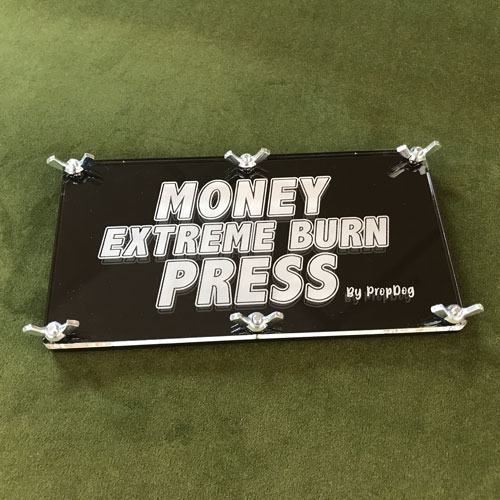 MONEY
EXTREME BURN
PRESS
By PropDog